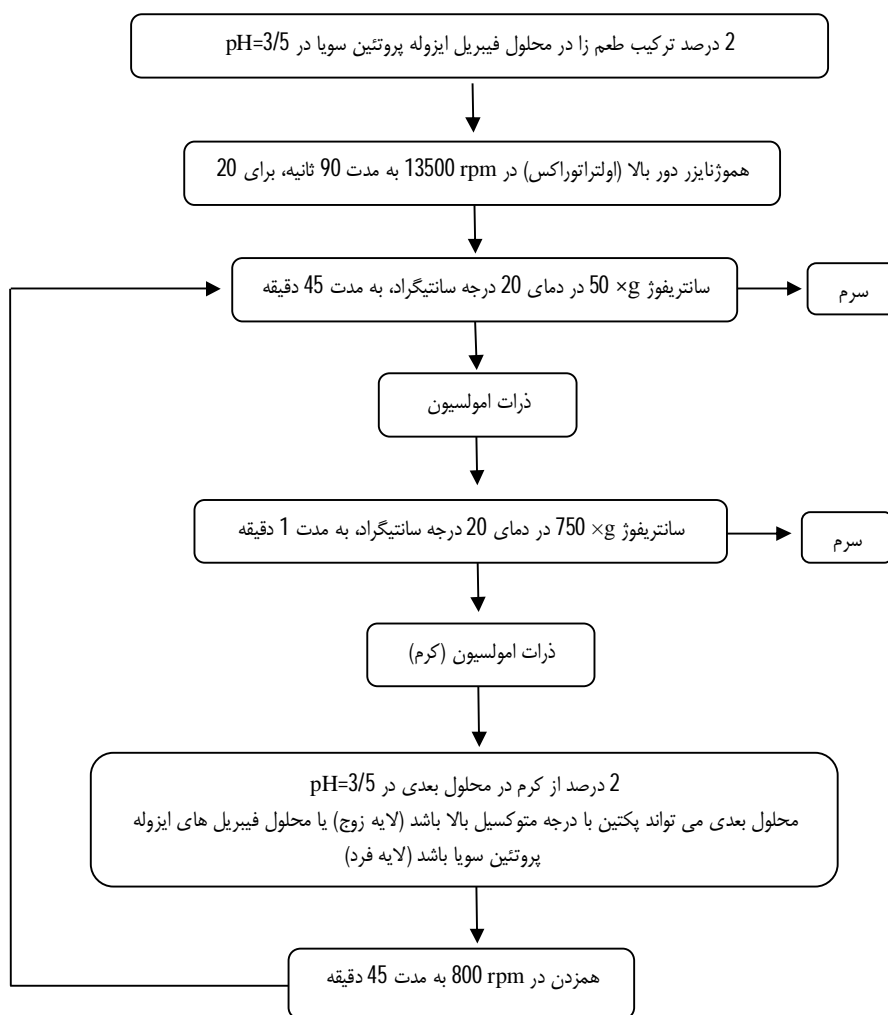 2 درصد ترکیب طعم زا در محلول فیبریل ایزوله پروتئین سویا در pH=3/5
هموژنایزر دور بالا (اولتراتوراکس) در 13500 rpm به مدت 90 ثانیه، برای 20
سانتریفوژ 50 ×g در دمای 20 درجه سانتیگراد، به مدت 45 دقیقه
سرم
ذرات امولسیون
سانتریفوژ 750 ×g در دمای 20 درجه سانتیگراد، به مدت 1 دقیقه
سرم
ذرات امولسیون (کرم)
2 درصد از کرم در محلول بعدی در pH=3/5
محلول بعدی می تواند پکتین با درجه متوکسیل بالا باشد (لایه زوج) یا محلول فیبریل های ایزوله
پروتئین سویا باشد (لایه فرد)
همزدن در 800 rpm به مدت 45 دقیقه